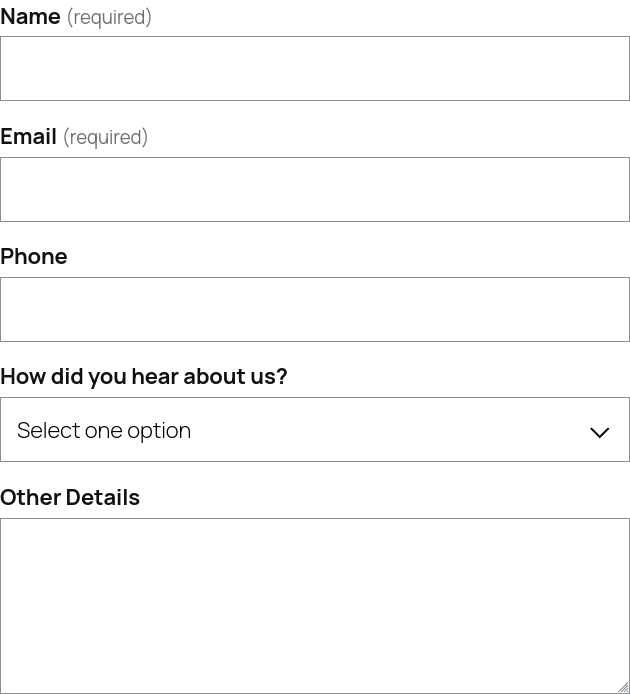 Name (required)
Email (required)
Phone
How did you hear about us?
Select one option
Other Details